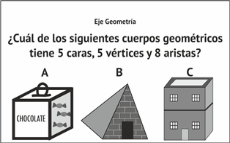 Eje Geometría
¿Cuál de los siguientes cuerpos geométricos
tiene 5 caras, 5 vértices y 8 aristas?
A B C
CHOCOLATE